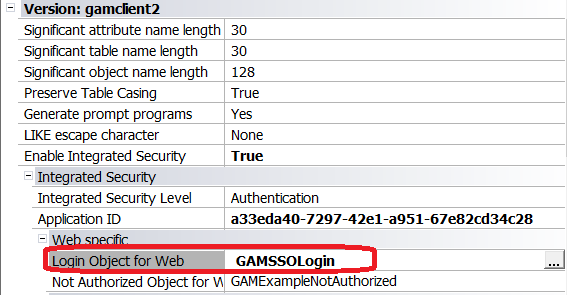 Version: gamclient2
Significant attribute name length 30
Significant table name length 30
Significant object name length 128
Preserve Table Casing True
Generate prompt programs Yes
LIKE escape character None
Enable Integrated Security True
Integrated Security
Integrated Security Level Authentication
Application ID a33eda40-7297-42e1-a951-67e82cd34c28
Web specific
Login Object for Web GAMSSOLogin ...
Not Authorized Object for W GAMExampleNotAuthorized